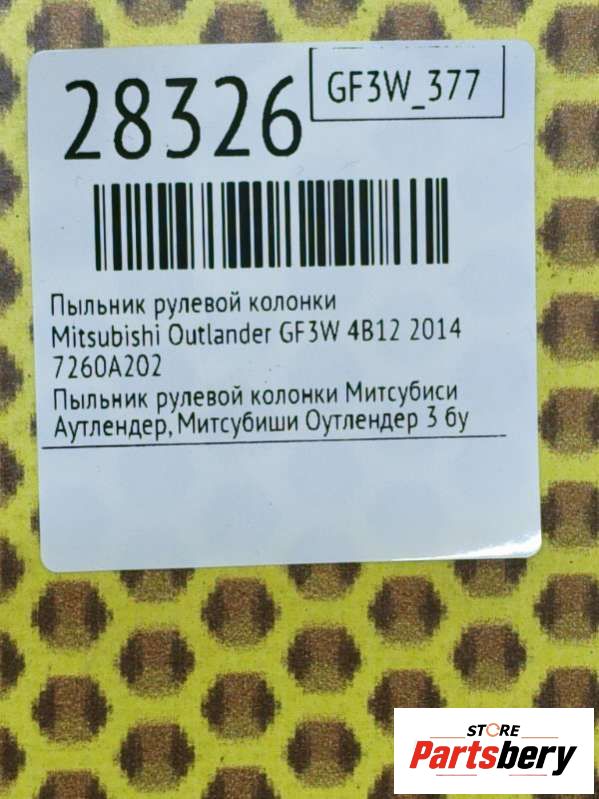 28326
GF3W_377
Пыльник рулевой колонки
Mitsubishi Outlander GF3W 4B12 2014
7260A202
Пыльник рулевой колонки Митсубиси
Аутлендер, Митсубиши Оутлендер 3 бу
STORE
Partsbery